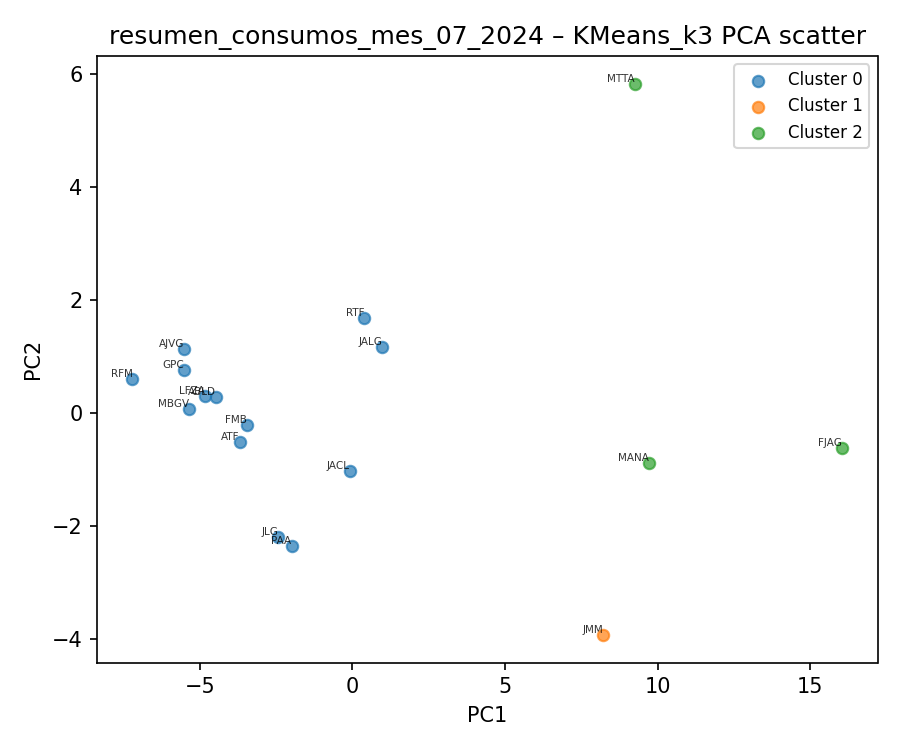 resumen_consumos_mes_07_2024 – KMeans_k3 PCA scatter
6
4
2
0
−2
−4
PC2
Cluster 0
Cluster 1
Cluster 2
MTTA
RTF
JALG
AJVG
GPC
RFM
MBGV
FMB
ATF
JACL
JLG
PAA
MANA
FJAG
JMM
−5
0
5
10
15
PC1